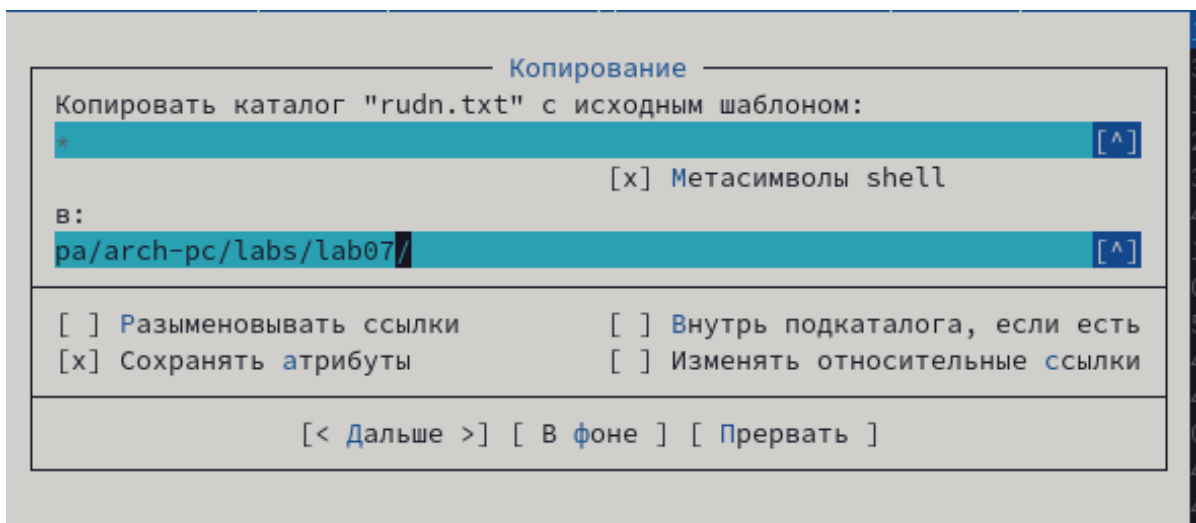 Копирование
Копировать каталог "rudn.txt" с исходным шаблоном:
* [^]
[x] Метасимволы shell
в:
pa/arch-pc/labs/lab07/ [^]
[ ] Разыменовывать ссылки [ ] Внутрь подкаталога, если есть
[x] Сохранять атрибуты [ ] Изменять относительные ссылки
[< Дальше >] [ В фоне ] [ Прервать ]